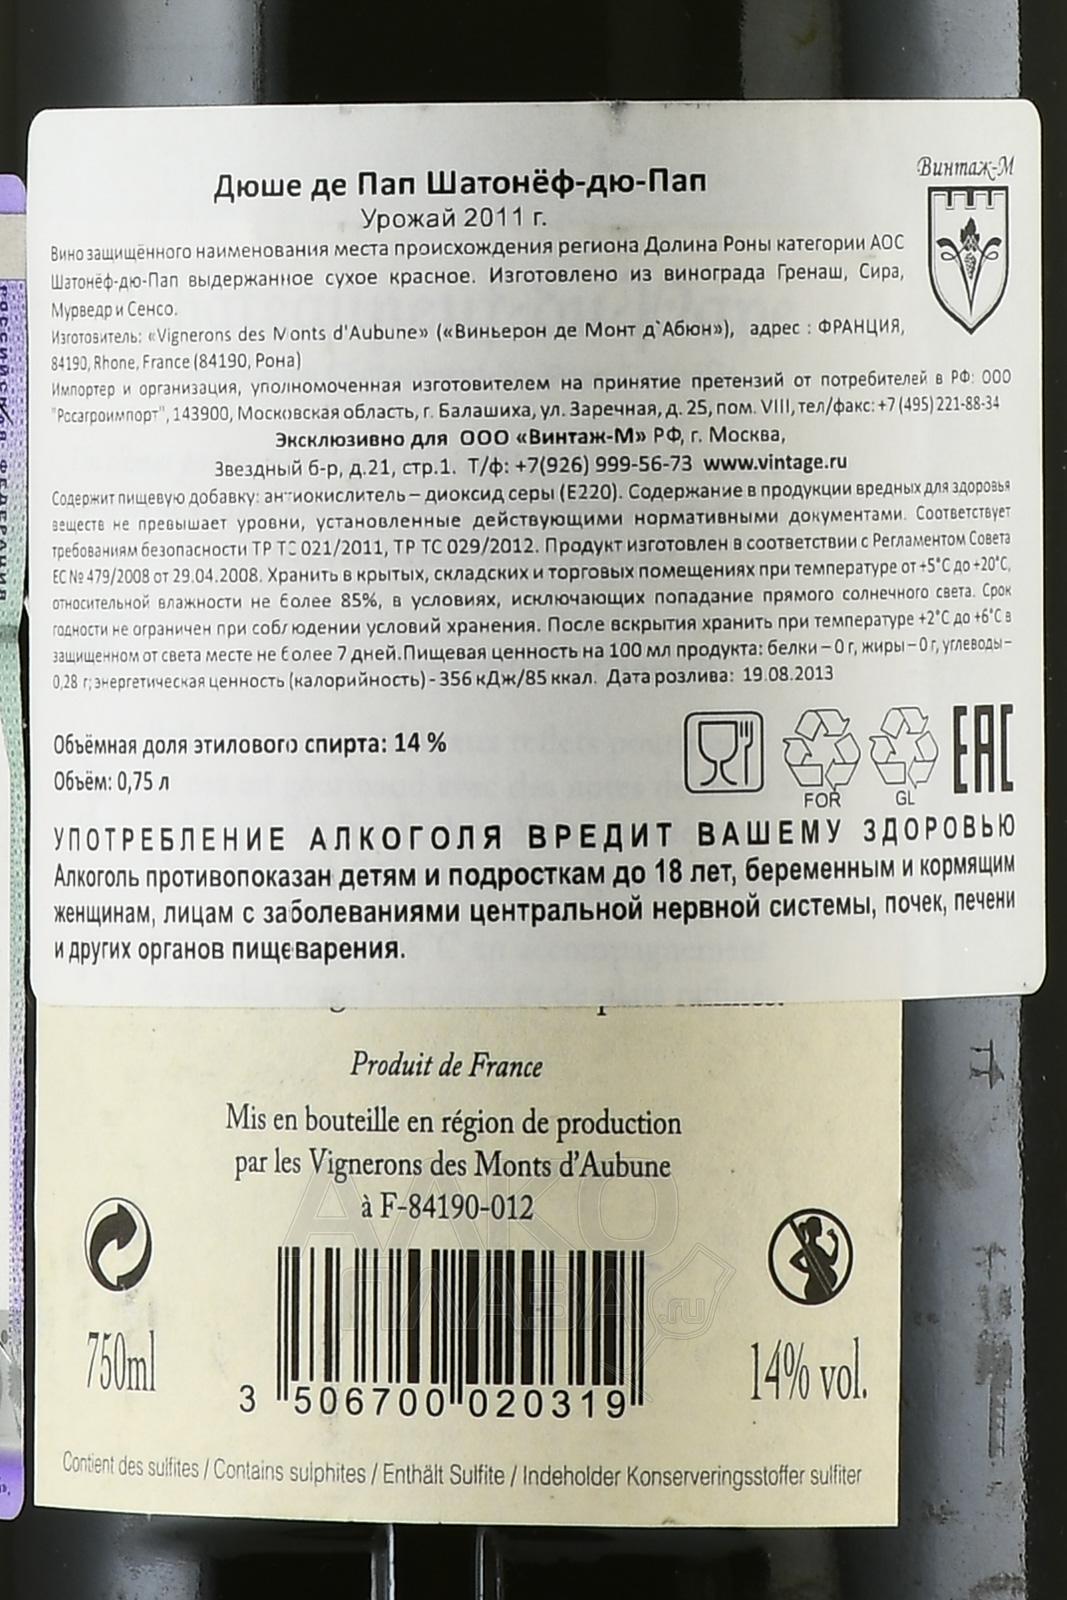 Винтаж-М
Дюше де Пап Шатонёф-дю-Пап
Урожай 2011 г.
Вино защищённого наименования места происхождения региона Долина Роны категории АОС
Шатонёф-дю-Пап выдержанное сухое красное. Изготовлено из винограда Гренаш, Сира,
Мурведр и Сенсо.
Изготовитель: «Vignerons des Monts d'Aubune» («Виньерон де Монт д`Абюн»), адрес : ФРАНЦИЯ,
84190, Rhone, France (84190, Рона)
Импортер и организация, уполномоченная изготовителем на принятие претензий от потребителей в РФ: ООО
"Росагроимпорт", 143900, Московская область, г. Балашиха, ул. Заречная, д. 25, пом. VIII, тел/факс: +7 (495) 221-88-34
Эксклюзивно для ООО «Винтаж-М» РФ, г. Москва,
Звездный б-р, д.21, стр.1. Т/ф: +7(926) 999-56-73 www.vintage.ru
Содержит пищевую добавку: антиокислитель – диоксид серы (Е220). Содержание в продукции вредных для здоровья
веществ не превышает уровни, установленные действующими нормативными документами. Соответствует
требованиям безопасности ТР ТС 021/2011, ТР ТС 029/2012. Продукт изготовлен в соответствии с Регламентом Совета
ЕС № 479/2008 от 29.04.2008. Хранить в крытых, складских и торговых помещениях при температуре от +5°С до +20°С,
относительной влажности не более 85%, в условиях, исключающих попадание прямого солнечного света. Срок
годности не ограничен при соблюдении условий хранения. После вскрытия хранить при температуре +2°С до +6°С в
защищенном от света месте не более 7 дней.Пищевая ценность на 100 мл продукта: белки – 0 г, жиры – 0 г, углеводы –
0,28 г; энергетическая ценность (калорийность) - 356 кДж/85 ккал. Дата розлива: 19.08.2013
Объёмная доля этилового спирта: 14 %
Объём: 0,75 л
FOR
GL
EAC
УПОТРЕБЛЕНИЕ АЛКОГОЛЯ ВРЕДИТ ВАШЕМУ ЗДОРОВЬЮ
Алкоголь противопоказан детям и подросткам до 18 лет, беременным и кормящим
женщинам, лицам с заболеваниями центральной нервной системы, почек, печени
и других органов пищеварения.
Produit de France
Mis en bouteille en région de production
par les Vignerons des Monts d'Aubune
à F-84190-012
АЛКО
ПЛАЗА
.ru
750ml
14% vol.
3 506700 020319
Contient des sulfites / Contains sulphites / Enthält Sulfite / Indeholder Konserveringsstoffer sulfiter